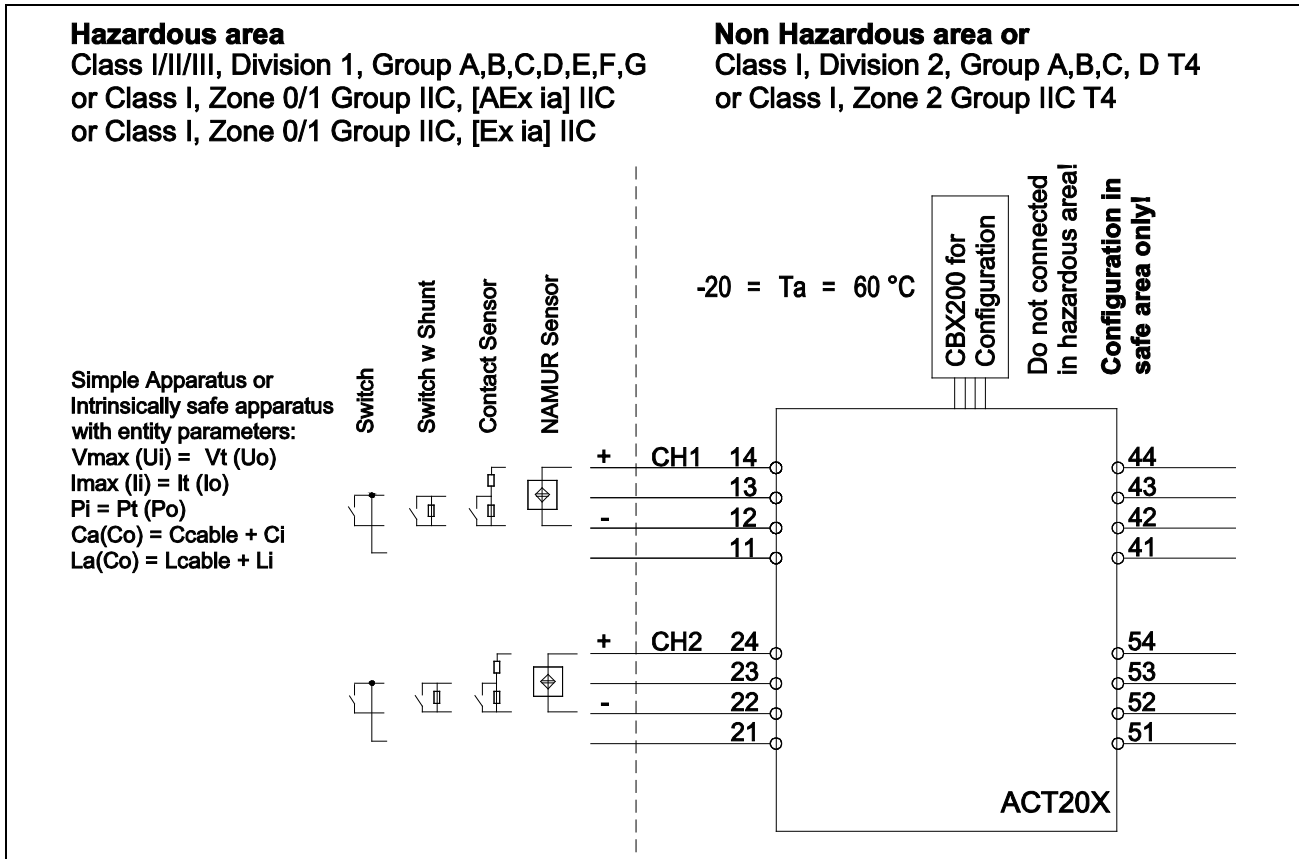 Hazardous area
Class I/II/III, Division 1, Group A,B,C,D,E,F,G
or Class I, Zone 0/1 Group IIC, [AEx ia] IIC
or Class I, Zone 0/1 Group IIC, [Ex ia] IIC
Non Hazardous area or
Class I, Division 2, Group A,B,C, D T4
or Class I, Zone 2 Group IIC T4
-20 = Ta = 60 °C
CBX200 for
Configuration
Do not connected
in hazardous area!
Configuration in
safe area only!
Simple Apparatus or
Intrinsically safe apparatus
with entity parameters:
Vmax (Ui) = Vt (Uo)
Imax (Ii) = It (Io)
Pi = Pt (Po)
Ca(Co) = Ccable + Ci
La(Co) = Lcable + Li
Switch
Switch w Shunt
Contact Sensor
NAMUR Sensor
+ CH1 14
13
- 12
11
44
43
42
41
+ CH2 24
23
- 22
21
54
53
52
51
ACT20X